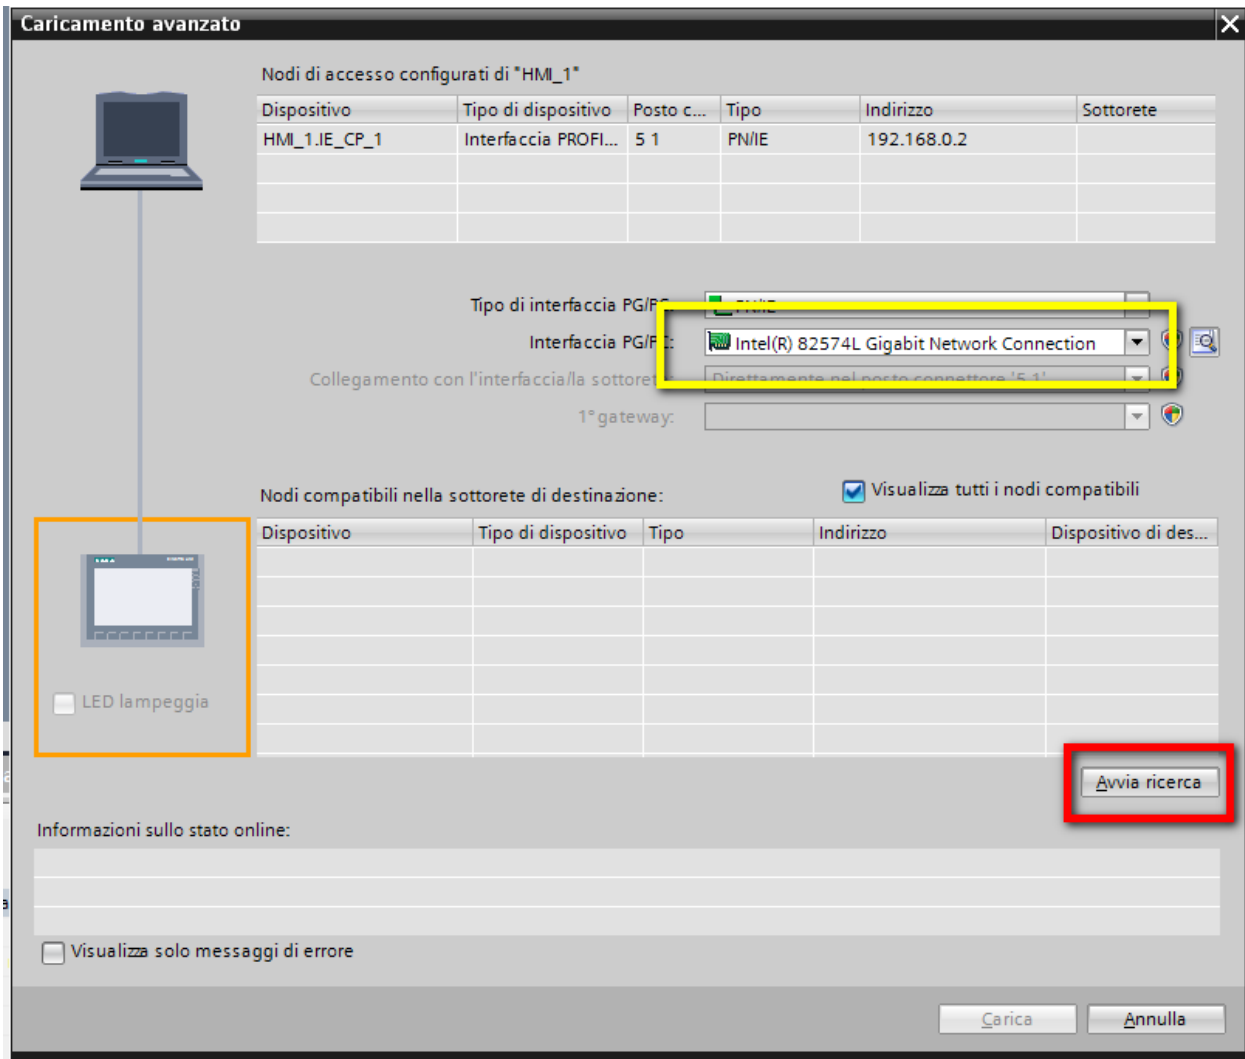 Caricamento avanzato
Nodi di accesso configurati di "HMI_1"
Dispositivo Tipo di dispositivo Posto c... Tipo Indirizzo Sottorete
HMI_1.IE_CP_1 Interfaccia PROFI... 5 1 PN/IE 192.168.0.2
Tipo di interfaccia PG/PC: PN/IE
Interfaccia PG/PC: Intel(R) 82574L Gigabit Network Connection
Collegamento con l'interfaccia/la sottorete: Direttamente nel posto connettore '5 1'
1° gateway:
Nodi compatibili nella sottorete di destinazione: Visualizza tutti i nodi compatibili
Dispositivo Tipo di dispositivo Tipo Indirizzo Dispositivo di des...
LED lampeggia
Avvia ricerca
Informazioni sullo stato online:
Visualizza solo messaggi di errore
Carica Annulla